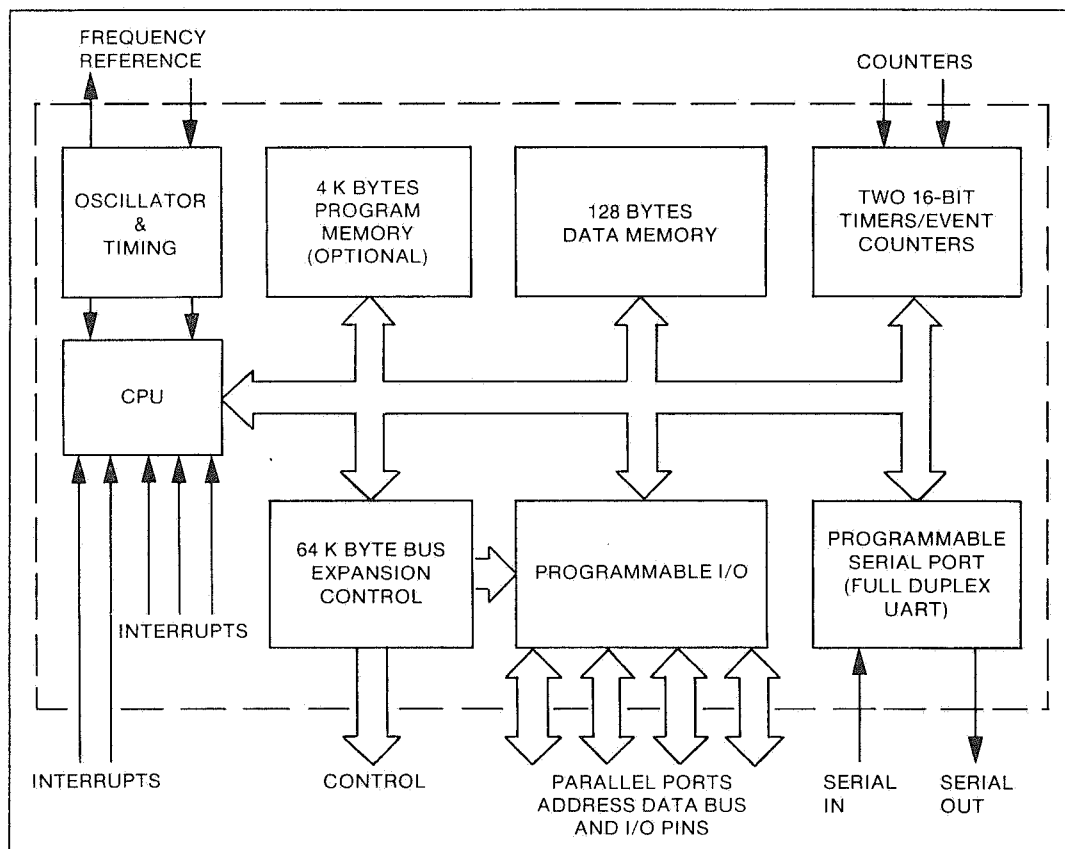 FREQUENCY
REFERENCE
COUNTERS
OSCILLATOR
&
TIMING
4 K BYTES
PROGRAM
MEMORY
(OPTIONAL)
128 BYTES
DATA MEMORY
TWO 16-BIT
TIMERS/EVENT
COUNTERS
CPU
64 K BYTE BUS
EXPANSION
CONTROL
PROGRAMMABLE I/O
PROGRAMMABLE
SERIAL PORT
(FULL DUPLEX
UART)
INTERRUPTS
INTERRUPTS
CONTROL
PARALLEL PORTS
ADDRESS DATA BUS
AND I/O PINS
SERIAL
IN
SERIAL
OUT